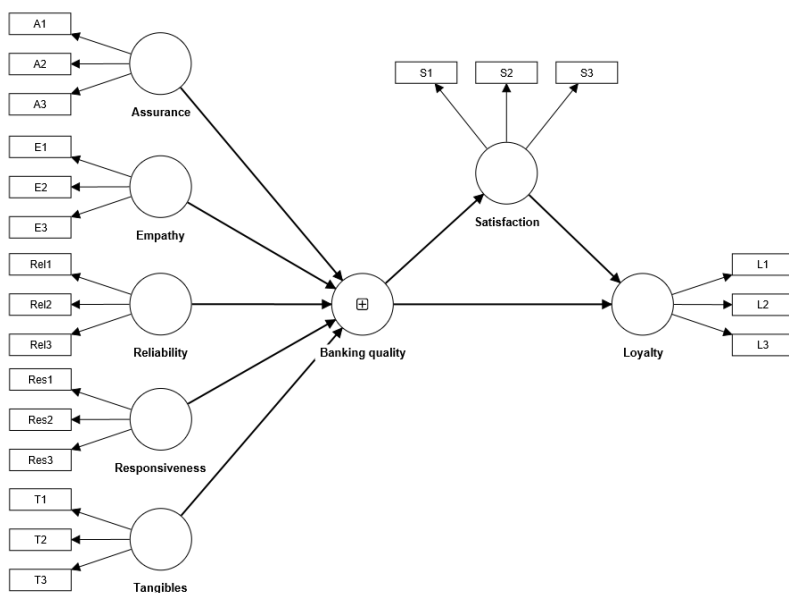 A1
A2
A3
Assurance
E1
E2
E3
Empathy
Rel1
Rel2
Rel3
Reliability
Res1
Res2
Res3
Responsiveness
T1
T2
T3
Tangibles
Banking quality
S1
S2
S3
Satisfaction
L1
L2
L3
Loyalty